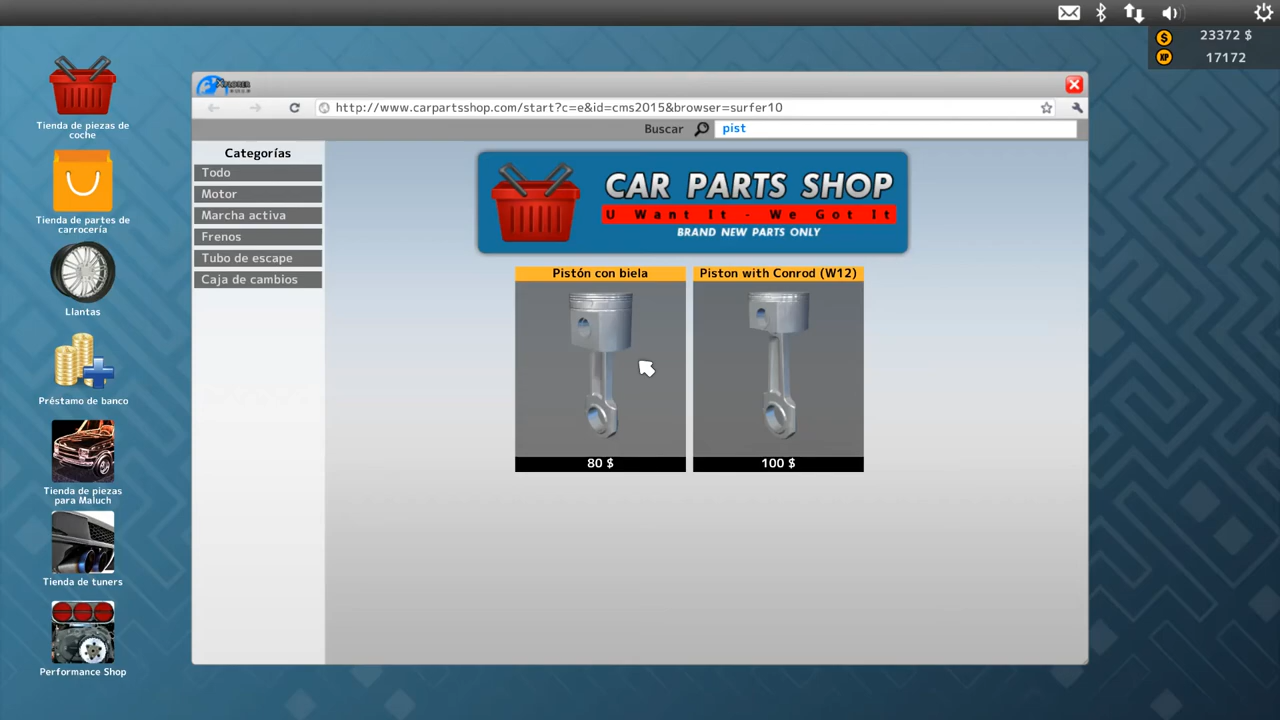 23372 $
17172
Tienda de piezas de
coche
Tienda de partes de
carrocería
Llantas
Préstamo de banco
Tienda de piezas
para Maluch
Tienda de tuners
Performance Shop
http://www.carpartsshop.com/start?c=e&id=cms2015&browser=surfer10
Buscar
pist
Categorías
Todo
Motor
Marcha activa
Frenos
Tubo de escape
Caja de cambios
CAR PARTS SHOP
U Want It - We Got It
BRAND NEW PARTS ONLY
Pistón con biela
80 $
Piston with Conrod (W12)
100 $